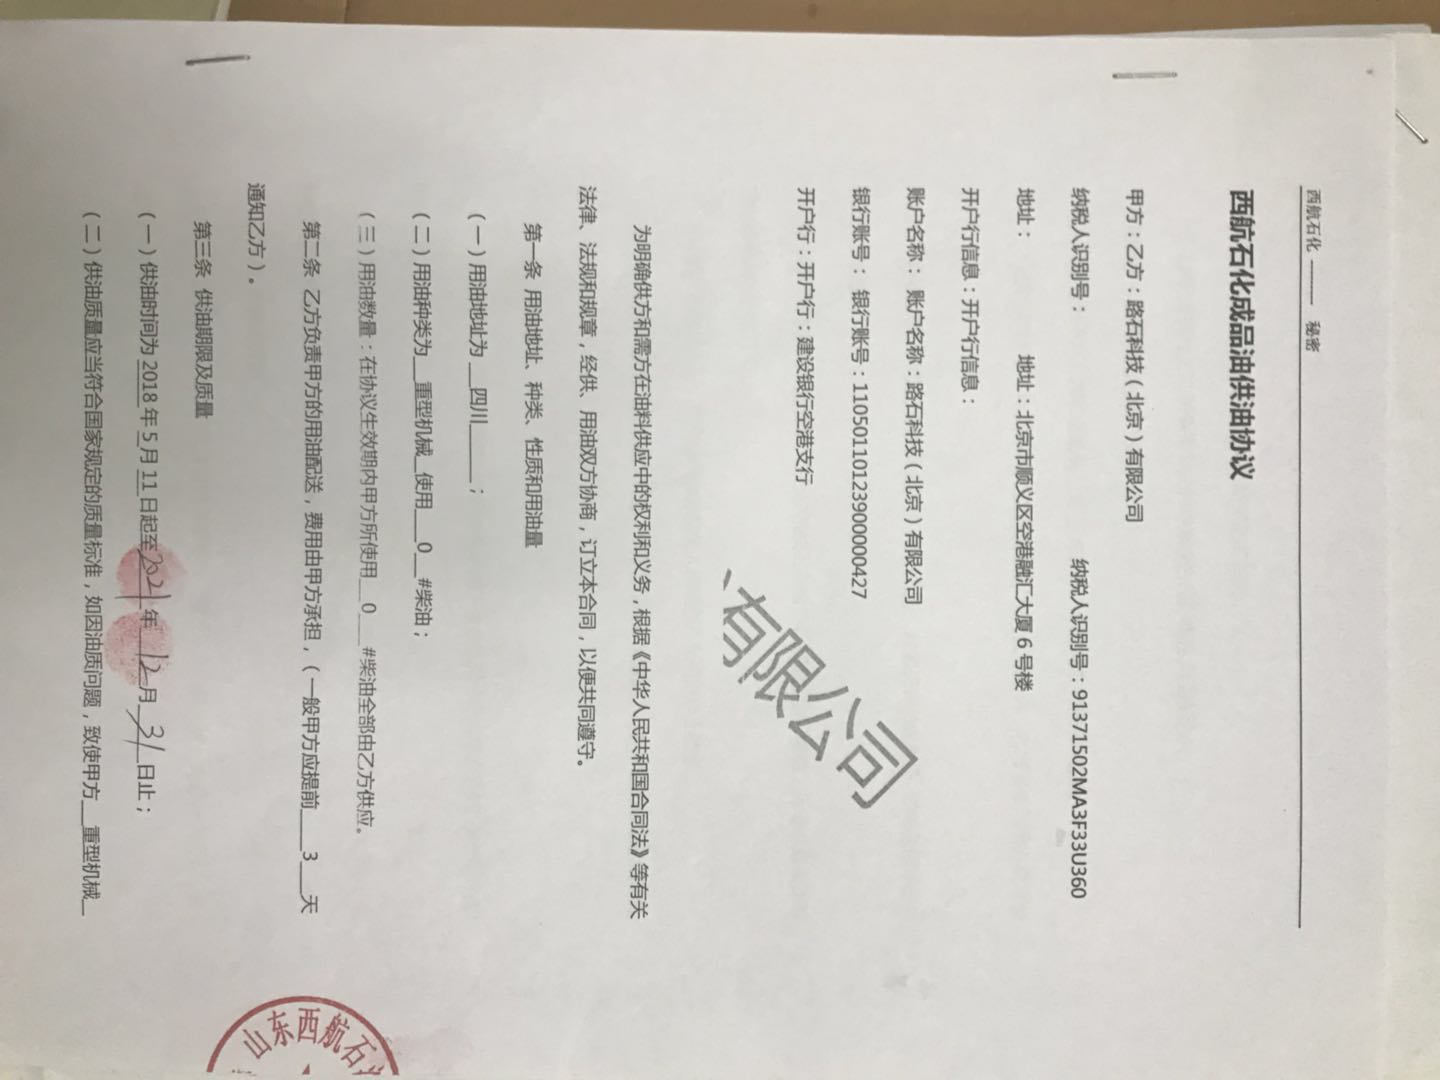 西航石化 ——— 秘密
西航石化成品油供油协议
甲方：乙方：路石科技（北京）有限公司
纳税人识别号： 纳税人识别号：91371502MA3F33U360
地址： 地址：北京市顺义区空港融汇大厦 6 号楼
开户行信息：开户行信息：
账户名称： 账户名称：路石科技（北京）有限公司
银行账号： 银行账号：11050110123900000427
开户行：开户行：建设银行空港支行
有限公司
为明确供方和需方在油料供应中的权利和义务，根据《中华人民共和国合同法》等有关
法律、法规和规章，经供、用油双方协商，订立本合同，以便共同遵守。
第一条 用油地址、种类、性质和用油量
（一）用油地址为__四川_____；
（二）用油种类为___重型机械_使用___0__#柴油；
（三）用油数量：在协议生效期内甲方所使用__0___#柴油全部由乙方供应。
第二条 乙方负责甲方的用油配送，费用由甲方承担，（一般甲方应提前____3___天
通知乙方）。
第三条 供油期限及质量
（一）供油时间为 2018 年 5 月 11 日起至2021年 12月 31日止；
（二）供油质量应当符合国家规定的质量标准，如因油质问题，致使甲方__重型机械_
山东西航石